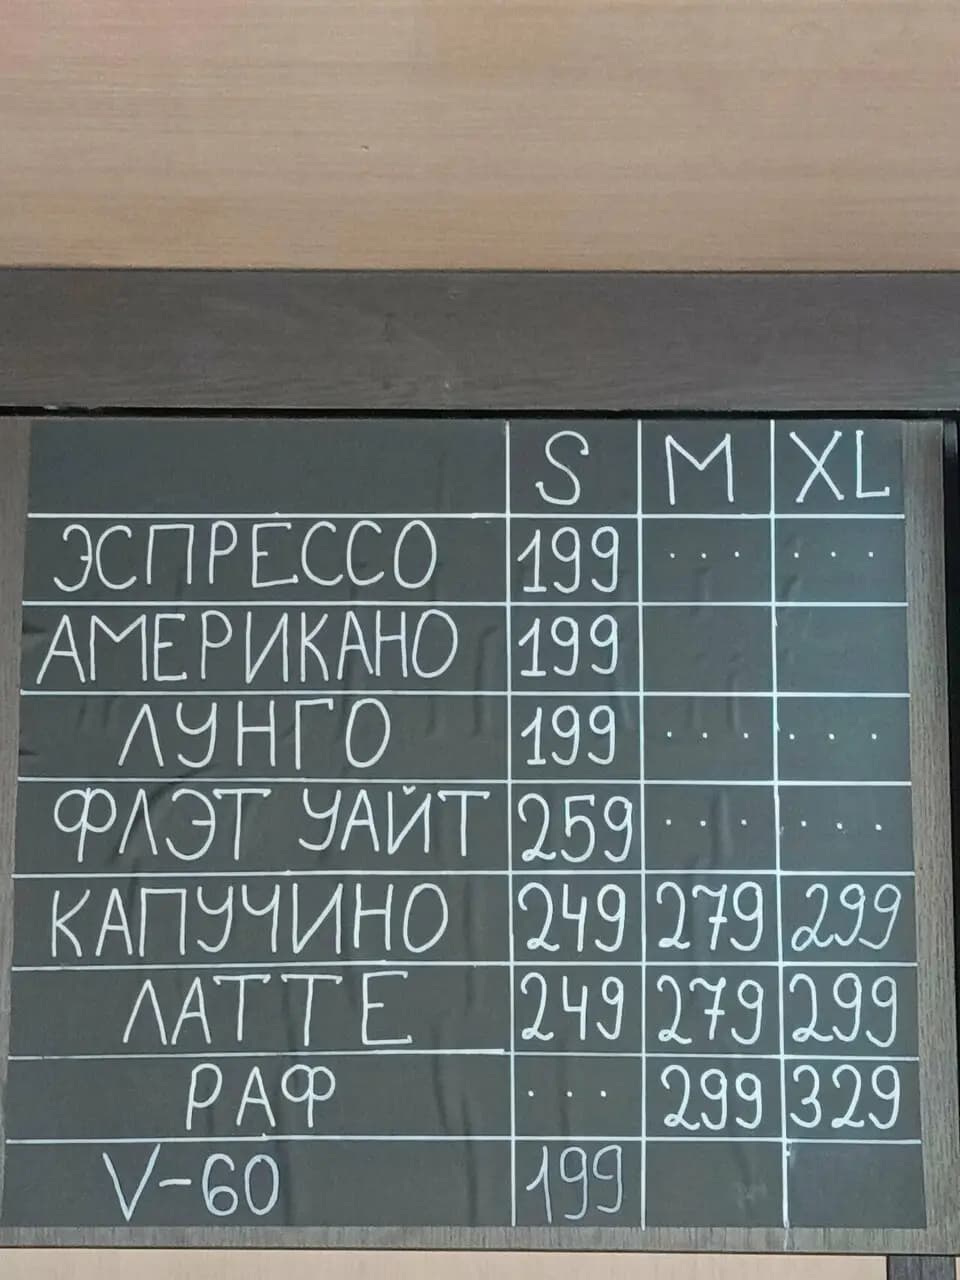 S M XL
ЭСПРЕССО 199 ... ...
АМЕРИКАНО 199
ЛУНГО 199 ... ...
ФЛЭТ УАЙТ 259 ... ...
КАПУЧИНО 249 279 299
ЛАТТЕ 249 279 299
РАФ ... 299 329
V-60 199